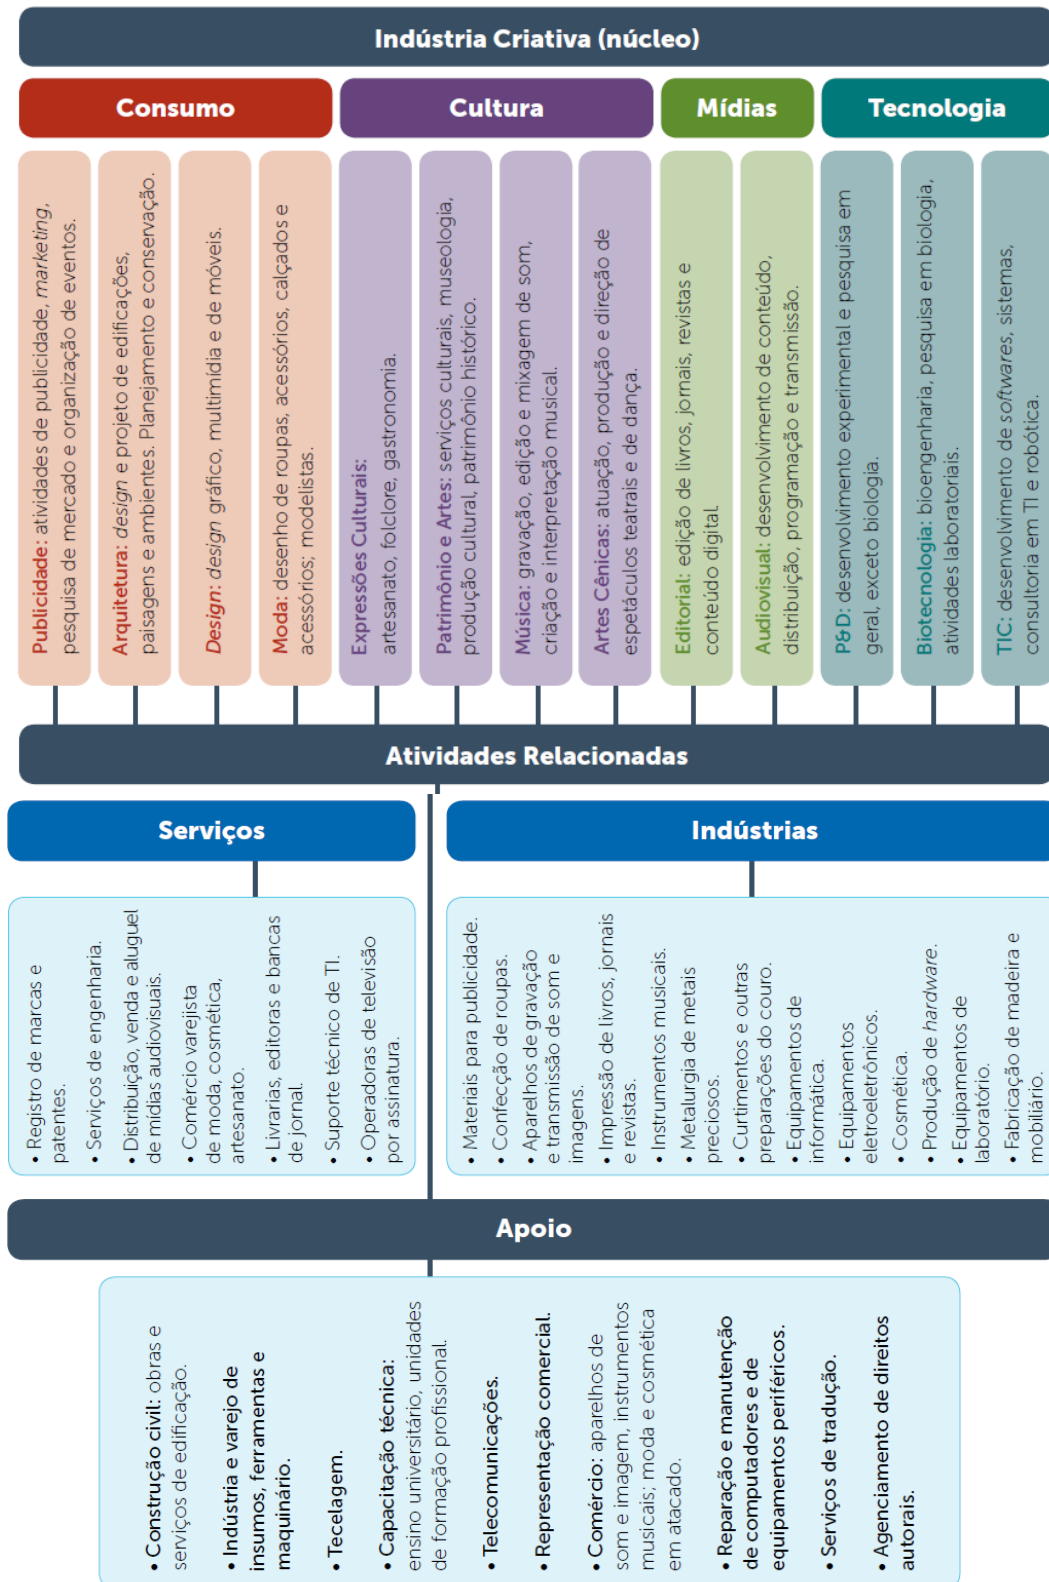 Indústria Criativa (núcleo)
Consumo
Cultura
Mídias
Tecnologia
Publicidade: atividades de publicidade, marketing,
pesquisa de mercado e organização de eventos.
Arquitetura: design e projeto de edificações,
paisagens e ambientes. Planejamento e conservação.
Design: design gráfico, multimídia e de móveis.
Moda: desenho de roupas, acessórios, calçados e
acessórios; modelistas.
Expressões Culturais:
artesanato, folclore, gastronomia.
Patrimônio e Artes: serviços culturais, museologia,
produção cultural, patrimônio histórico.
Música: gravação, edição e mixagem de som,
criação e interpretação musical.
Artes Cênicas: atuação, produção e direção de
espetáculos teatrais e de dança.
Editorial: edição de livros, jornais, revistas e
conteúdo digital.
Audiovisual: desenvolvimento de conteúdo,
distribuição, programação e transmissão.
P&D: desenvolvimento experimental e pesquisa em
geral, exceto biologia.
Biotecnologia: bioengenharia, pesquisa em biologia,
atividades laboratoriais.
TIC: desenvolvimento de softwares, sistemas,
consultoria em TI e robótica.
Atividades Relacionadas
Serviços
• Registro de marcas e
patentes.
• Serviços de engenharia.
• Distribuição, venda e aluguel
de mídias audiovisuais.
• Comércio varejista
de moda, cosmética,
artesanato.
• Livrarias, editoras e bancas
de jornal.
• Suporte técnico de TI.
• Operadoras de televisão
por assinatura.
Indústrias
• Materiais para publicidade.
• Confecção de roupas.
• Aparelhos de gravação
e transmissão de som e
imagens.
• Impressão de livros, jornais
e revistas.
• Instrumentos musicais.
• Metalurgia de metais
preciosos.
• Curtimentos e outras
preparações do couro.
• Equipamentos de
informática.
• Equipamentos
eletroeletrônicos.
• Cosmética.
• Produção de hardware.
• Equipamentos de
laboratório.
• Fabricação de madeira e
mobiliário.
Apoio
• Construção civil: obras e
serviços de edificação.
• Indústria e varejo de
insumos, ferramentas e
maquinário.
• Tecelagem.
• Capacitação técnica:
ensino universitário, unidades
de formação profissional.
• Telecomunicações.
• Representação comercial.
• Comércio: aparelhos de
som e imagem, instrumentos
musicais; moda e cosmética
em atacado.
• Reparação e manutenção
de computadores e de
equipamentos periféricos.
• Serviços de tradução.
• Agenciamento de direitos
autorais.